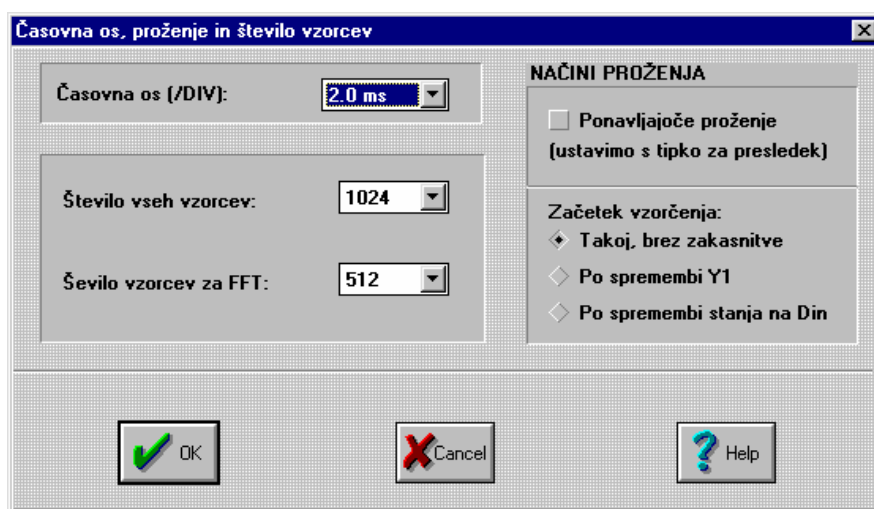 Časovna os, proženje in število vzorcev
Časovna os (/DIV):
2.0 ms
Število vseh vzorcev:
1024
Ševilo vzorcev za FFT:
512
NAČINI PROŽENJA
Ponavljajoče proženje
(ustavimo s tipko za presledek)
Začetek vzorčenja:
Takoj, brez zakasnitve
Po spremembi Y1
Po spremembi stanja na Din
OK
Cancel
Help